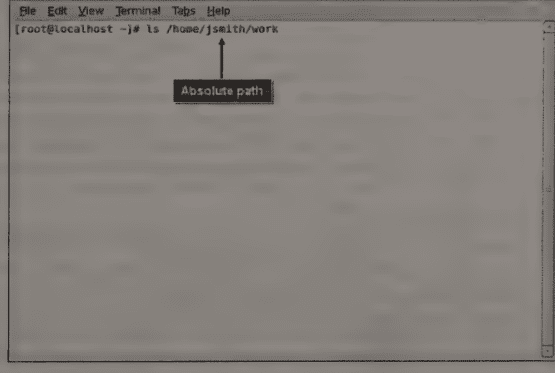 File Edit View Terminal Tabs Help
[root@localhost ~]# ls /home/jsmith/work
Absolute path